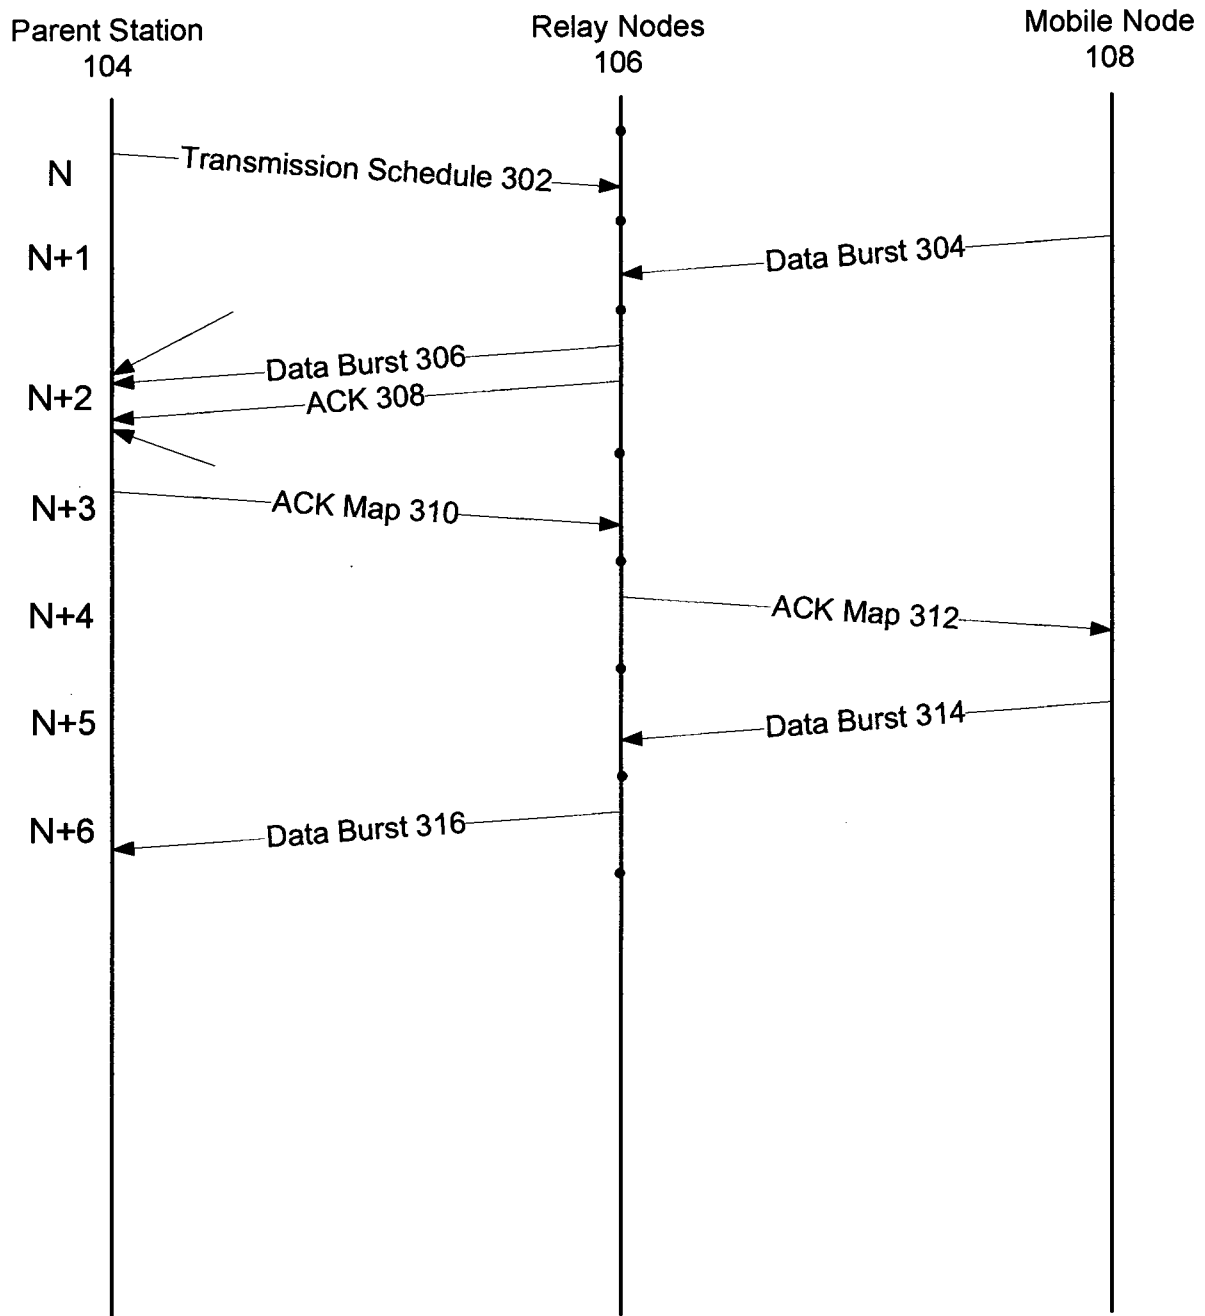 Parent Station
104
Relay Nodes
106
Mobile Node
108
N
Transmission Schedule 302
N+1
Data Burst 304
Data Burst 306
N+2
ACK 308
N+3
ACK Map 310
N+4
ACK Map 312
N+5
Data Burst 314
N+6
Data Burst 316